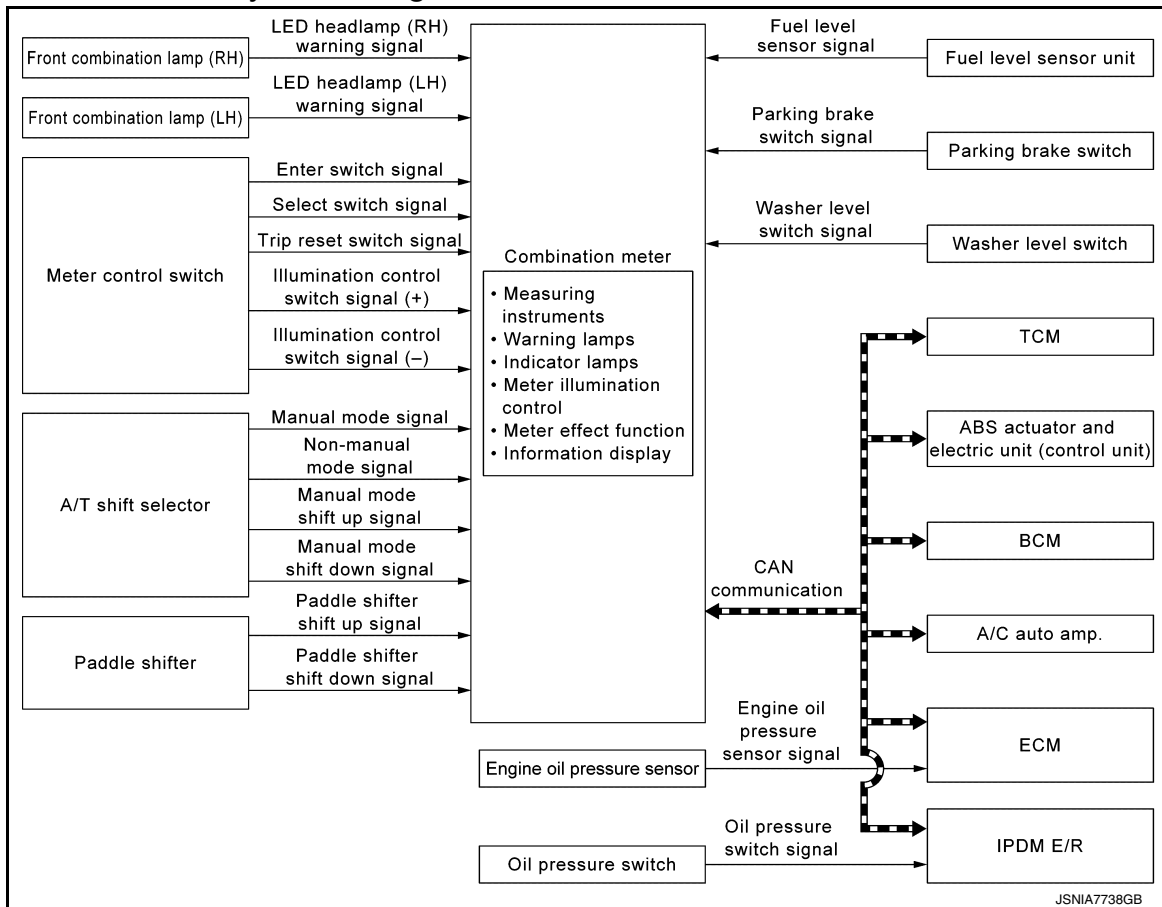 LED headlamp (RH)
warning signal
Front combination lamp (RH)
LED headlamp (LH)
warning signal
Front combination lamp (LH)
Meter control switch
Enter switch signal
Select switch signal
Trip reset switch signal
Illumination control
switch signal (+)
Illumination control
switch signal (–)
A/T shift selector
Manual mode signal
Non-manual
mode signal
Manual mode
shift up signal
Manual mode
shift down signal
Paddle shifter
Paddle shifter
shift up signal
Paddle shifter
shift down signal
Combination meter
• Measuring
instruments
• Warning lamps
• Indicator lamps
• Meter illumination
control
• Meter effect function
• Information display
Fuel level
sensor signal
Fuel level sensor unit
Parking brake
switch signal
Parking brake switch
Washer level
switch signal
Washer level switch
CAN
communication
TCM
ABS actuator and
electric unit (control unit)
BCM
A/C auto amp.
ECM
Engine oil
pressure
sensor signal
Engine oil pressure sensor
IPDM E/R
Oil pressure
switch signal
Oil pressure switch
JSNIA7738GB